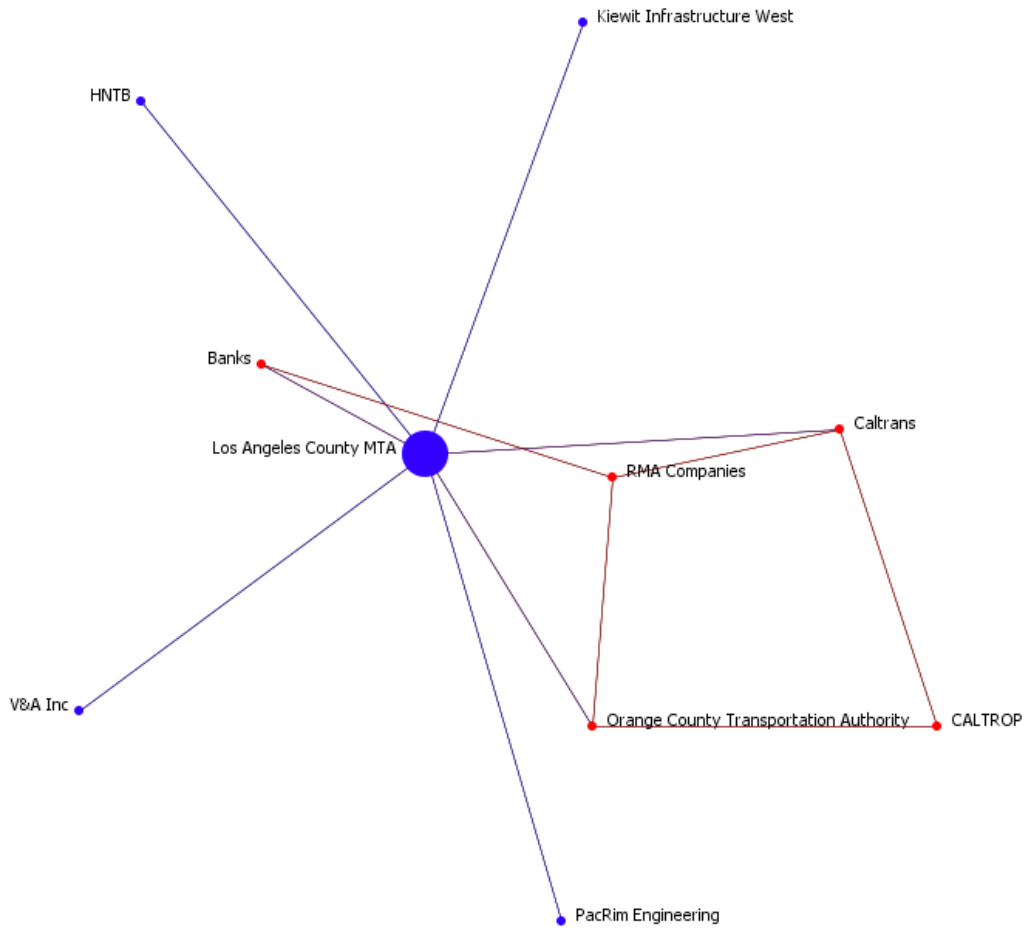 Kiewit Infrastructure West
HNTB
Banks
Caltrans
Los Angeles County MTA
RMA Companies
V&A Inc
Orange County Transportation Authority
CALTROP
PacRim Engineering